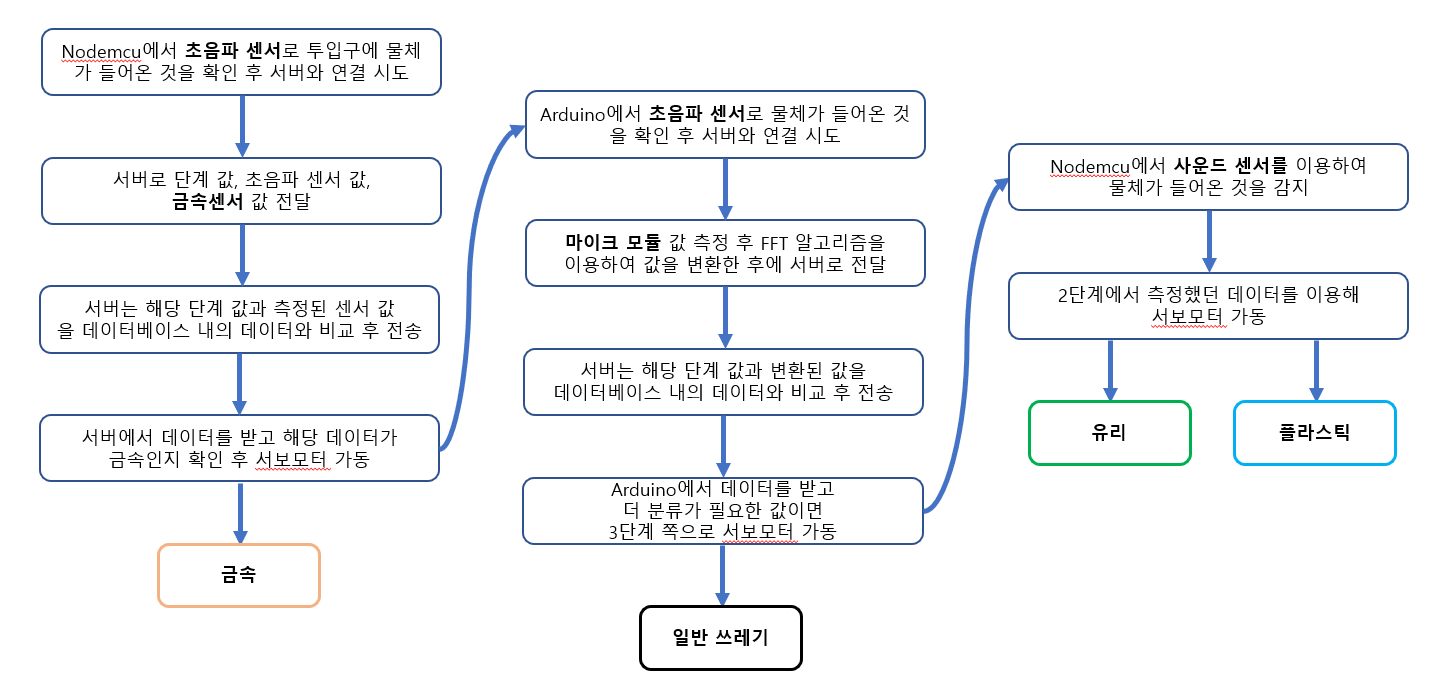 Nodemcu에서 초음파 센서로 투입구에 물체
가 들어온 것을 확인 후 서버와 연결 시도
서버로 단계 값, 초음파 센서 값,
금속센서 값 전달
서버는 해당 단계 값과 측정된 센서 값
을 데이터베이스 내의 데이터와 비교 후 전송
서버에서 데이터를 받고 해당 데이터가
금속인지 확인 후 서보모터 가동
금속
Arduino에서 초음파 센서로 물체가 들어온 것
을 확인 후 서버와 연결 시도
마이크 모듈 값 측정 후 FFT 알고리즘을
이용하여 값을 변환한 후에 서버로 전달
서버는 해당 단계 값과 변환된 값을
데이터베이스 내의 데이터와 비교 후 전송
Arduino에서 데이터를 받고
더 분류가 필요한 값이면
3단계 쪽으로 서보모터 가동
일반 쓰레기
Nodemcu에서 사운드 센서를 이용하여
물체가 들어온 것을 감지
2단계에서 측정했던 데이터를 이용해
서보모터 가동
유리
플라스틱